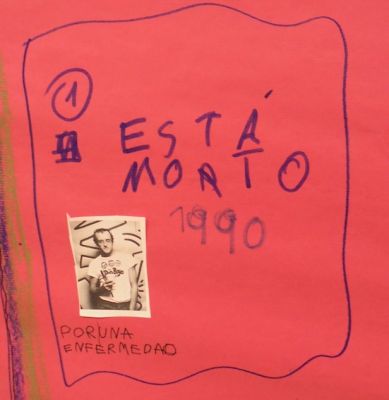 1
ESTÁ
MORTO
1990
PORUNA
ENFERMEDAD